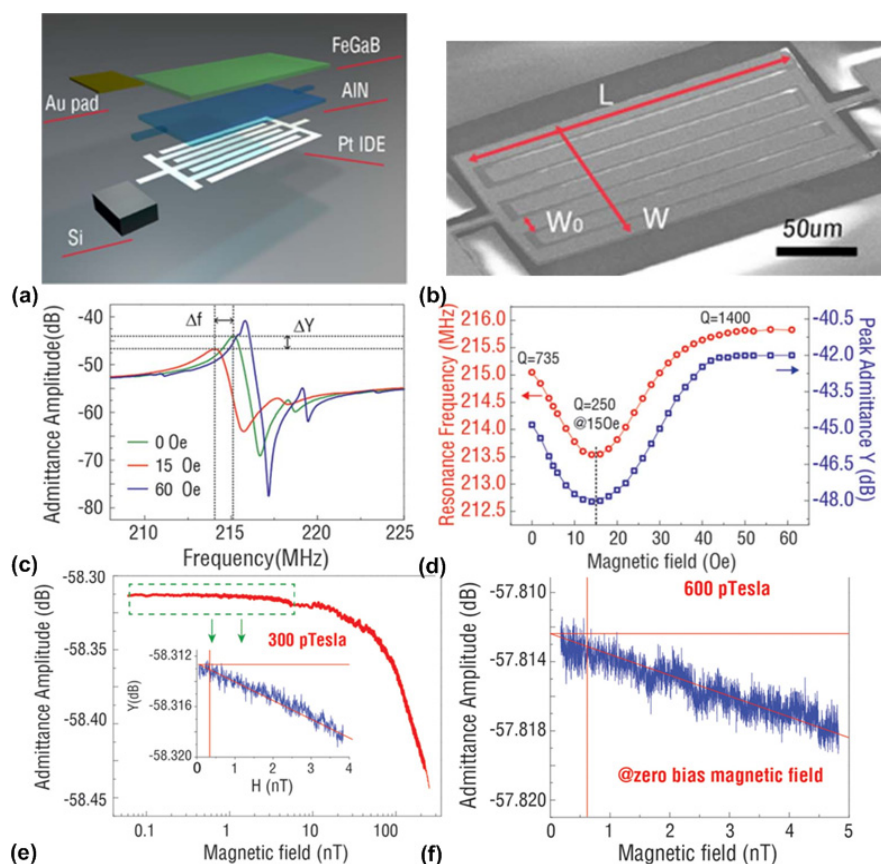 FeGaB
Au pad
AlN
Pt IDE
Si
(a)
L
W₀
W
50um
(b)
-40
-50
-60
-70
-80
Admittance Amplitude(dB)
Δf
ΔY
0 Oe
15 Oe
60 Oe
210
215
220
225
Frequency(MHz)
(c)
216.0
215.5
215.0
214.5
214.0
213.5
213.0
212.5
Resonance Frequency (MHz)
Q=735
Q=250
@15Oe
Q=1400
-40.5
-42.0
-43.5
-45.0
-46.5
-48.0
Peak Admittance Y (dB)
0
10
20
30
40
50
60
Magnetic field (Oe)
(d)
-58.30
-58.35
-58.40
-58.45
Admittance Amplitude (dB)
300 pTesla
-58.3112
-58.316
-58.320
Y(dB)
0
1
2
3
4
H (nT)
0.1
1
10
100
Magnetic field (nT)
(e)
-57.810
-57.814
-57.818
-57.820
Admittance Amplitude (dB)
600 pTesla
@zero bias magnetic field
0
1
2
3
4
5
Magnetic field (nT)
(f)